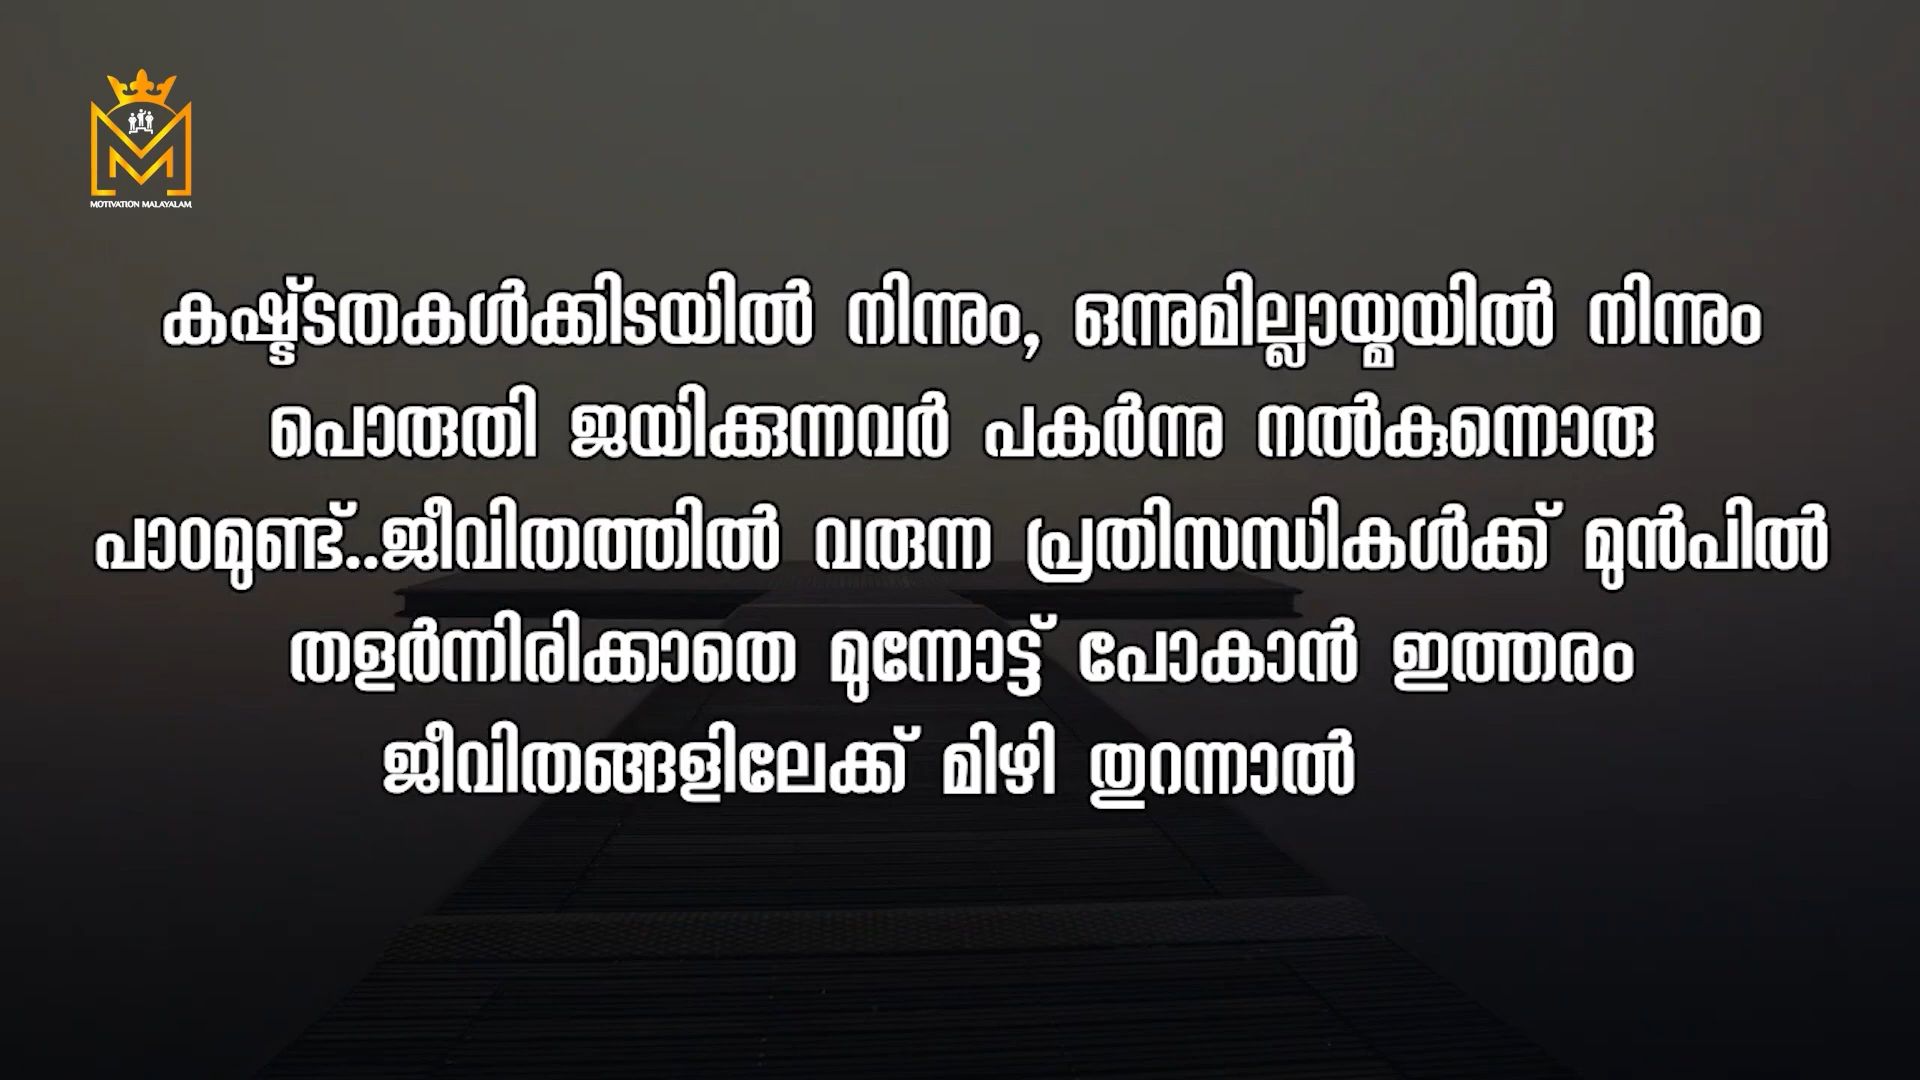 MOTIVATION MALAYALAM
കഷ്ട്ടതകൾക്കിടയിൽ നിന്നും, ഒന്നുമില്ലായ്മയിൽ നിന്നും
പൊരുതി ജയിക്കുന്നവർ പകർന്നു നൽകുന്നൊരു
പാഠമുണ്ട്..ജീവിതത്തിൽ വരുന്ന പ്രതിസന്ധികൾക്ക് മുൻപിൽ
തളർന്നിരിക്കാതെ മുന്നോട്ട് പോകാൻ ഇത്തരം
ജീവിതങ്ങളിലേക്ക് മിഴി തുറന്നാൽ